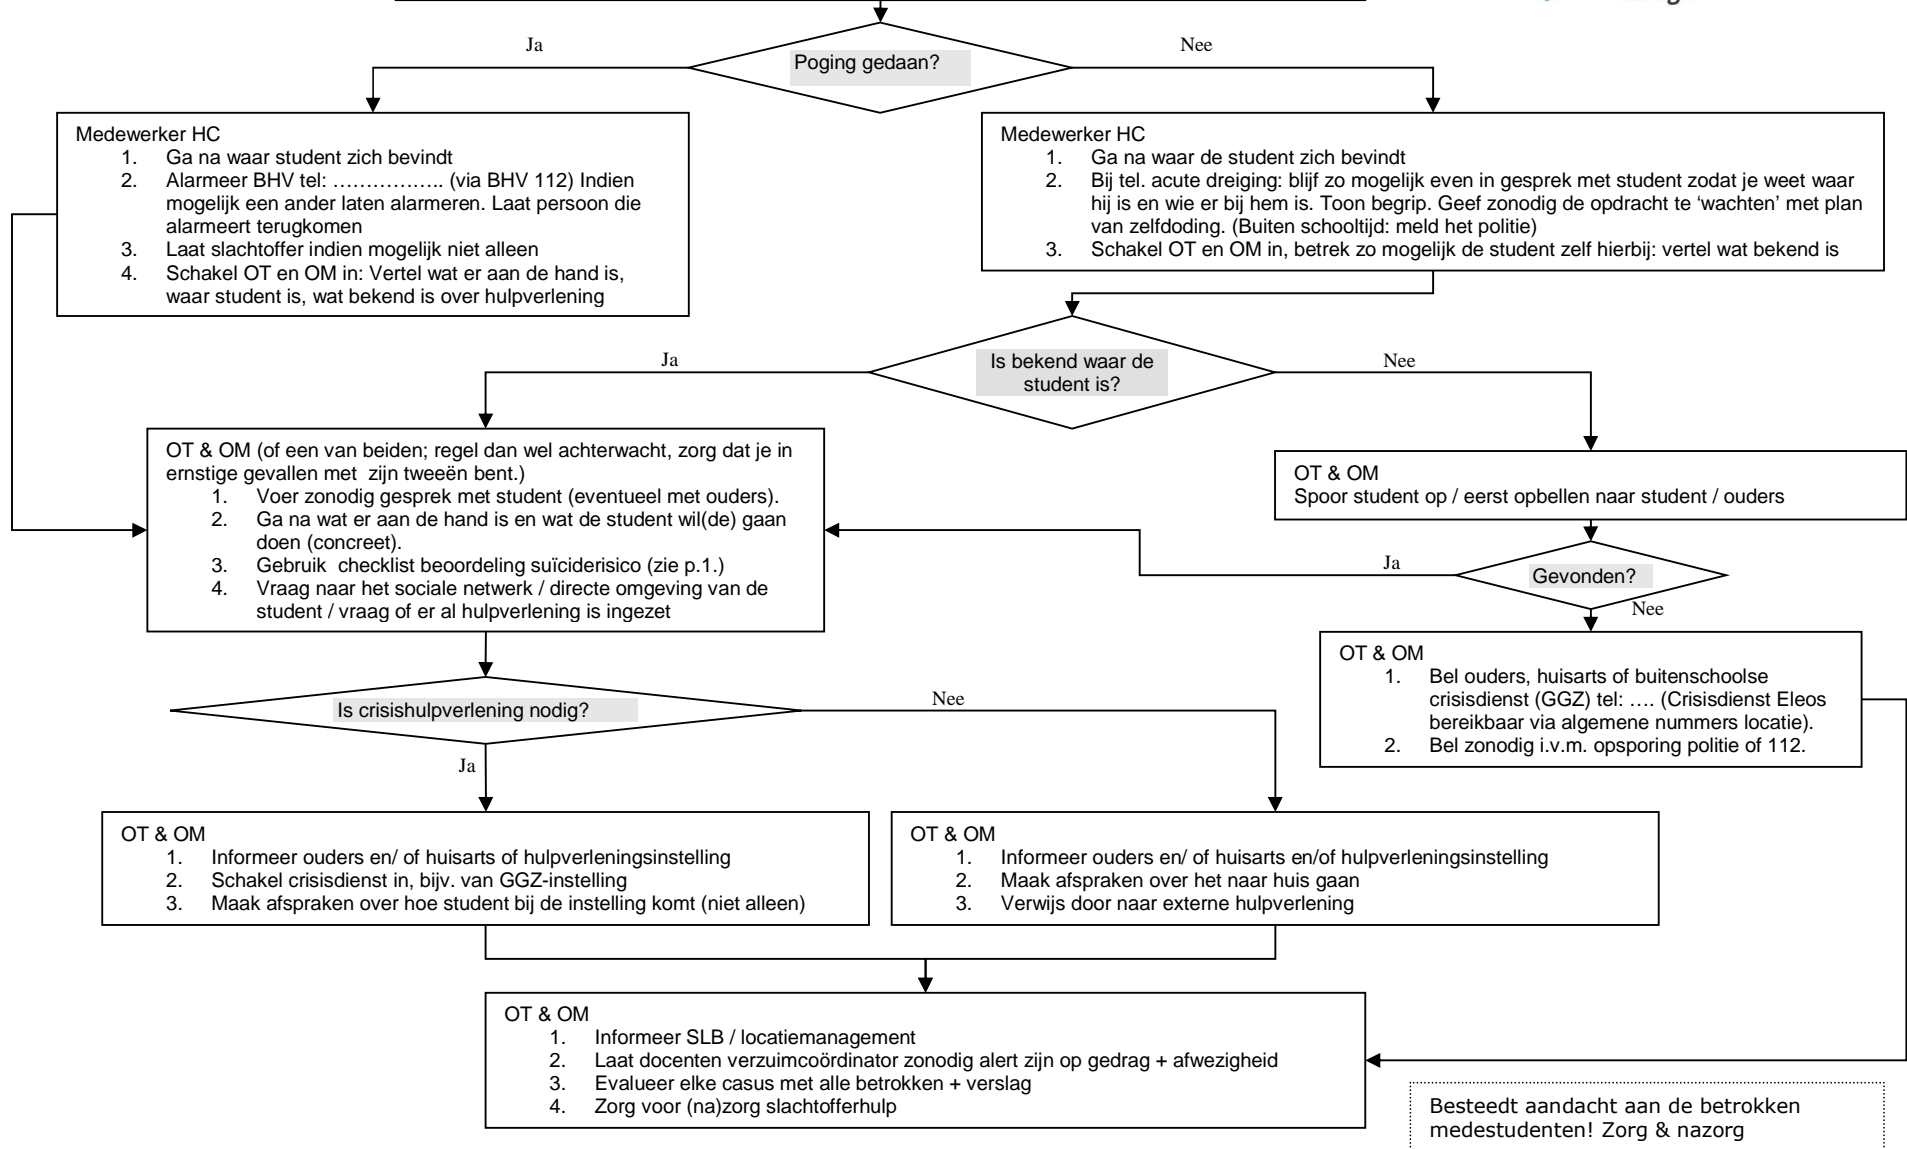 Ja
Nee
Poging gedaan?
Medewerker HC
1. Ga na waar student zich bevindt
2. Alarmeer BHV tel: …………….. (via BHV 112) Indien
mogelijk een ander laten alarmeren. Laat persoon die
alarmeert terugkomen
3. Laat slachtoffer indien mogelijk niet alleen
4. Schakel OT en OM in: Vertel wat er aan de hand is,
waar student is, wat bekend is over hulpverlening
Medewerker HC
1. Ga na waar de student zich bevindt
2. Bij tel. acute dreiging: blijf zo mogelijk even in gesprek met student zodat je weet waar
hij is en wie er bij hem is. Toon begrip. Geef zonodig de opdracht te ‘wachten’ met plan
van zelfdoding. (Buiten schooltijd: meld het politie)
3. Schakel OT en OM in, betrek zo mogelijk de student zelf hierbij: vertel wat bekend is
Ja
Is bekend waar de
student is?
Nee
OT & OM (of een van beiden; regel dan wel achterwacht, zorg dat je in
ernstige gevallen met zijn tweeën bent.)
1. Voer zonodig gesprek met student (eventueel met ouders).
2. Ga na wat er aan de hand is en wat de student wil(de) gaan
doen (concreet).
3. Gebruik checklist beoordeling suïciderisico (zie p.1.)
4. Vraag naar het sociale netwerk / directe omgeving van de
student / vraag of er al hulpverlening is ingezet
OT & OM
Spoor student op / eerst opbellen naar student / ouders
Ja
Gevonden?
Nee
OT & OM
1. Bel ouders, huisarts of buitenschoolse
crisisdienst (GGZ) tel: …. (Crisisdienst Eleos
bereikbaar via algemene nummers locatie).
2. Bel zonodig i.v.m. opsporing politie of 112.
Is crisishulpverlening nodig?
Nee
Ja
OT & OM
1. Informeer ouders en/ of huisarts of hulpverleningsinstelling
2. Schakel crisisdienst in, bijv. van GGZ-instelling
3. Maak afspraken over hoe student bij de instelling komt (niet alleen)
OT & OM
1. Informeer ouders en/ of huisarts en/of hulpverleningsinstelling
2. Maak afspraken over het naar huis gaan
3. Verwijs door naar externe hulpverlening
OT & OM
1. Informeer SLB / locatiemanagement
2. Laat docenten verzuimcoördinator zonodig alert zijn op gedrag + afwezigheid
3. Evalueer elke casus met alle betrokken + verslag
4. Zorg voor (na)zorg slachtofferhulp
Besteedt aandacht aan de betrokken
medestudenten! Zorg & nazorg